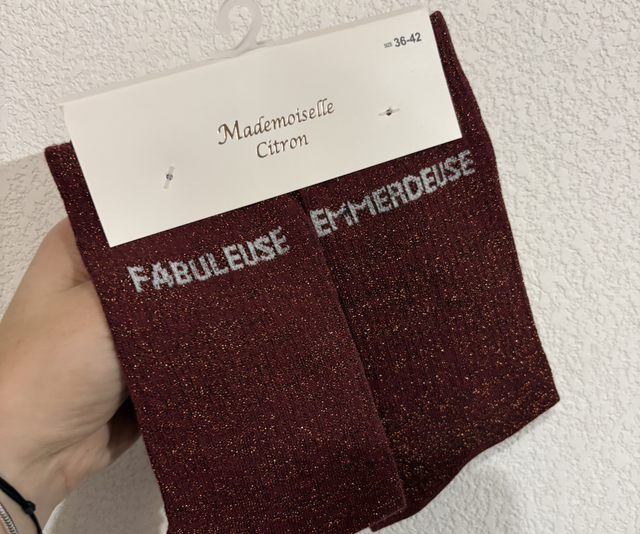 SIZE 36-42
Mademoiselle
Citron
FABULEUSE
EMMERDEUSE